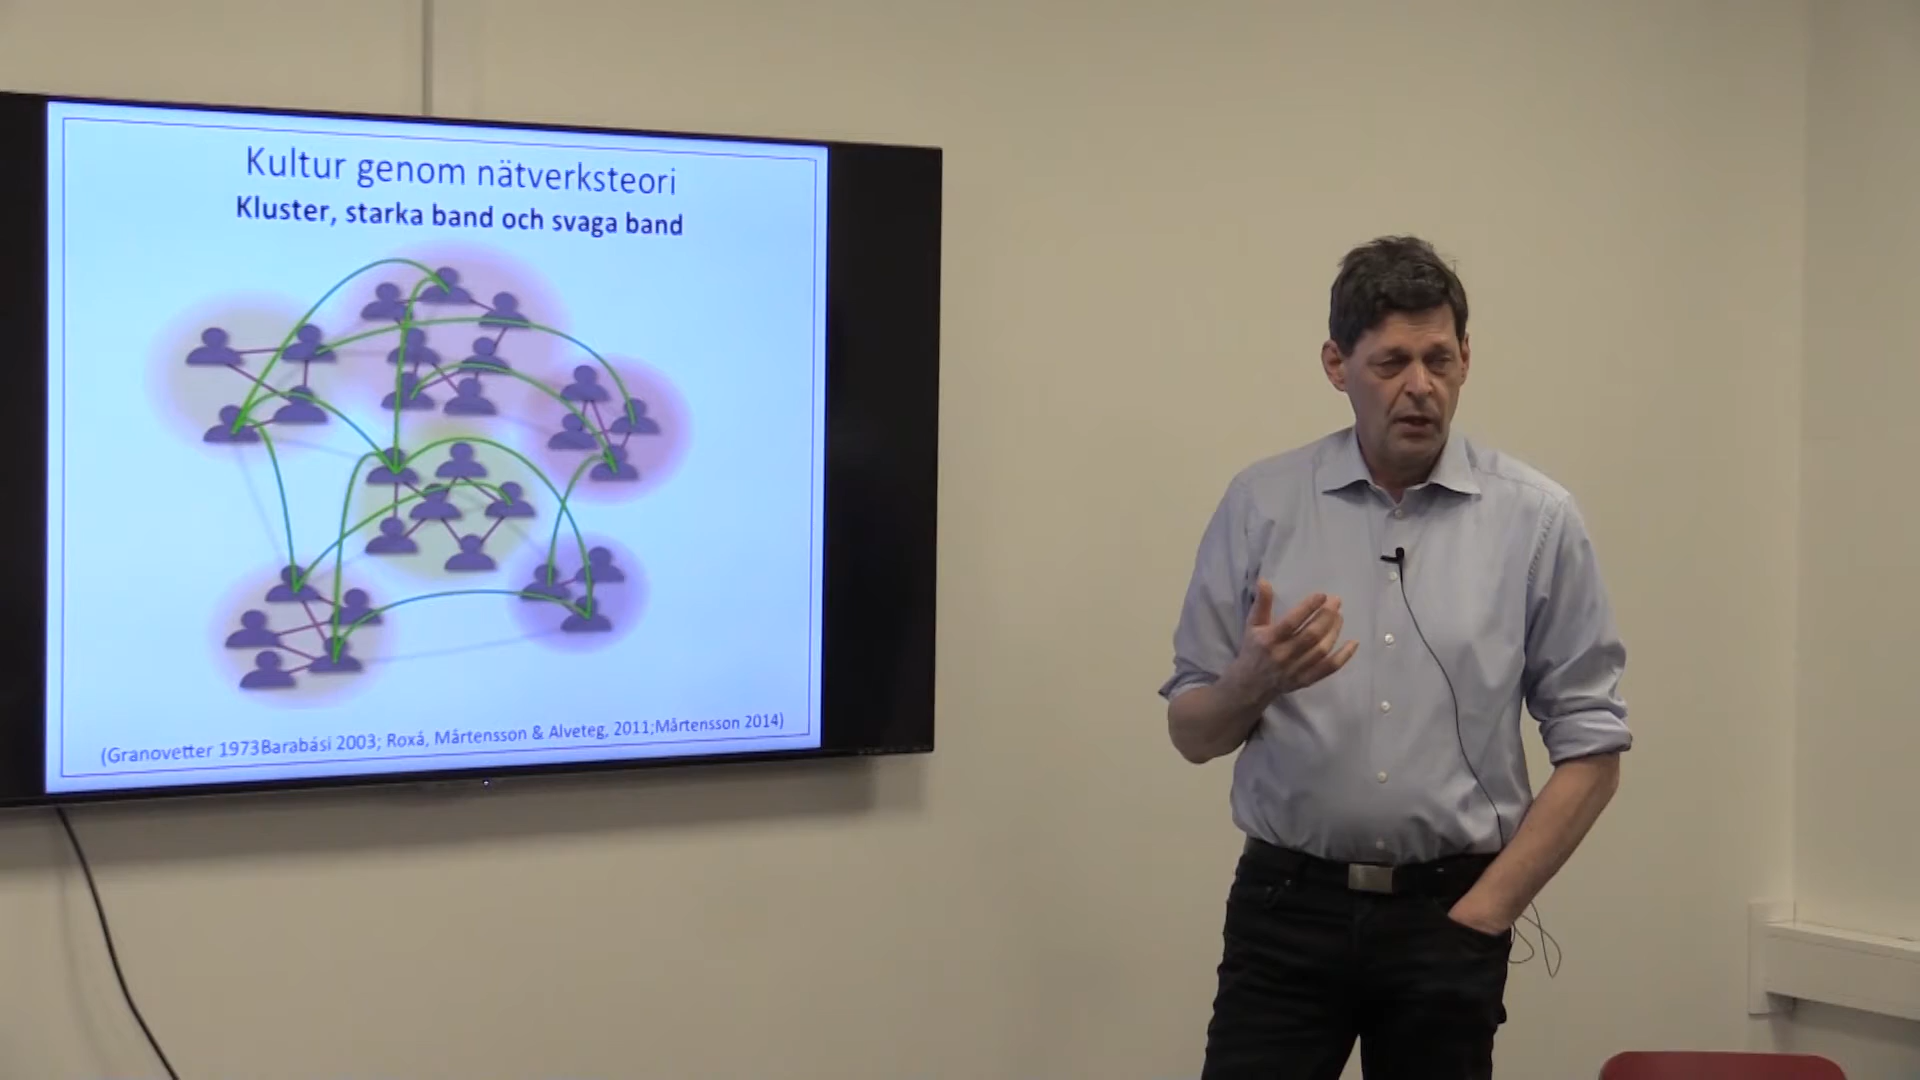 Kultur genom nätverksteori
Kluster, starka band och svaga band
(Granovetter 1973Barabási 2003; Roxå, Mårtensson & Alveteg, 2011;Mårtensson 2014)